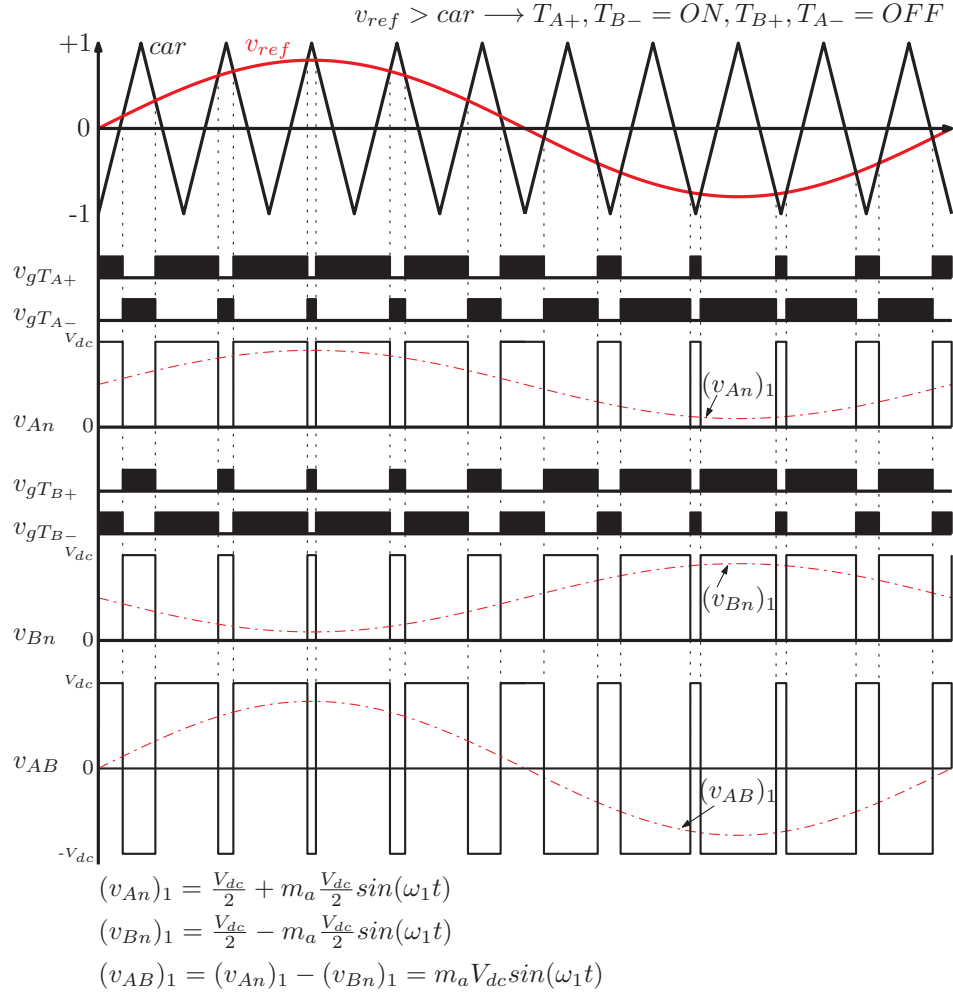 v_{ref} > car ⟶ T_{A+}, T_{B−} = ON, T_{B+}, T_{A−} = OFF
+1
car
v_{ref}
0
-1
v_{gT_{A+}}
v_{gT_{A−}}
V_{dc}
(v_{An})_1
v_{An}
0
v_{gT_{B+}}
v_{gT_{B−}}
V_{dc}
(v_{Bn})_1
v_{Bn}
0
V_{dc}
v_{AB}
0
(v_{AB})_1
-V_{dc}
(v_{An})_1 = \frac{V_{dc}}{2} + m_a \frac{V_{dc}}{2} sin(ω_1 t)
(v_{Bn})_1 = \frac{V_{dc}}{2} − m_a \frac{V_{dc}}{2} sin(ω_1 t)
(v_{AB})_1 = (v_{An})_1 − (v_{Bn})_1 = m_a V_{dc} sin(ω_1 t)